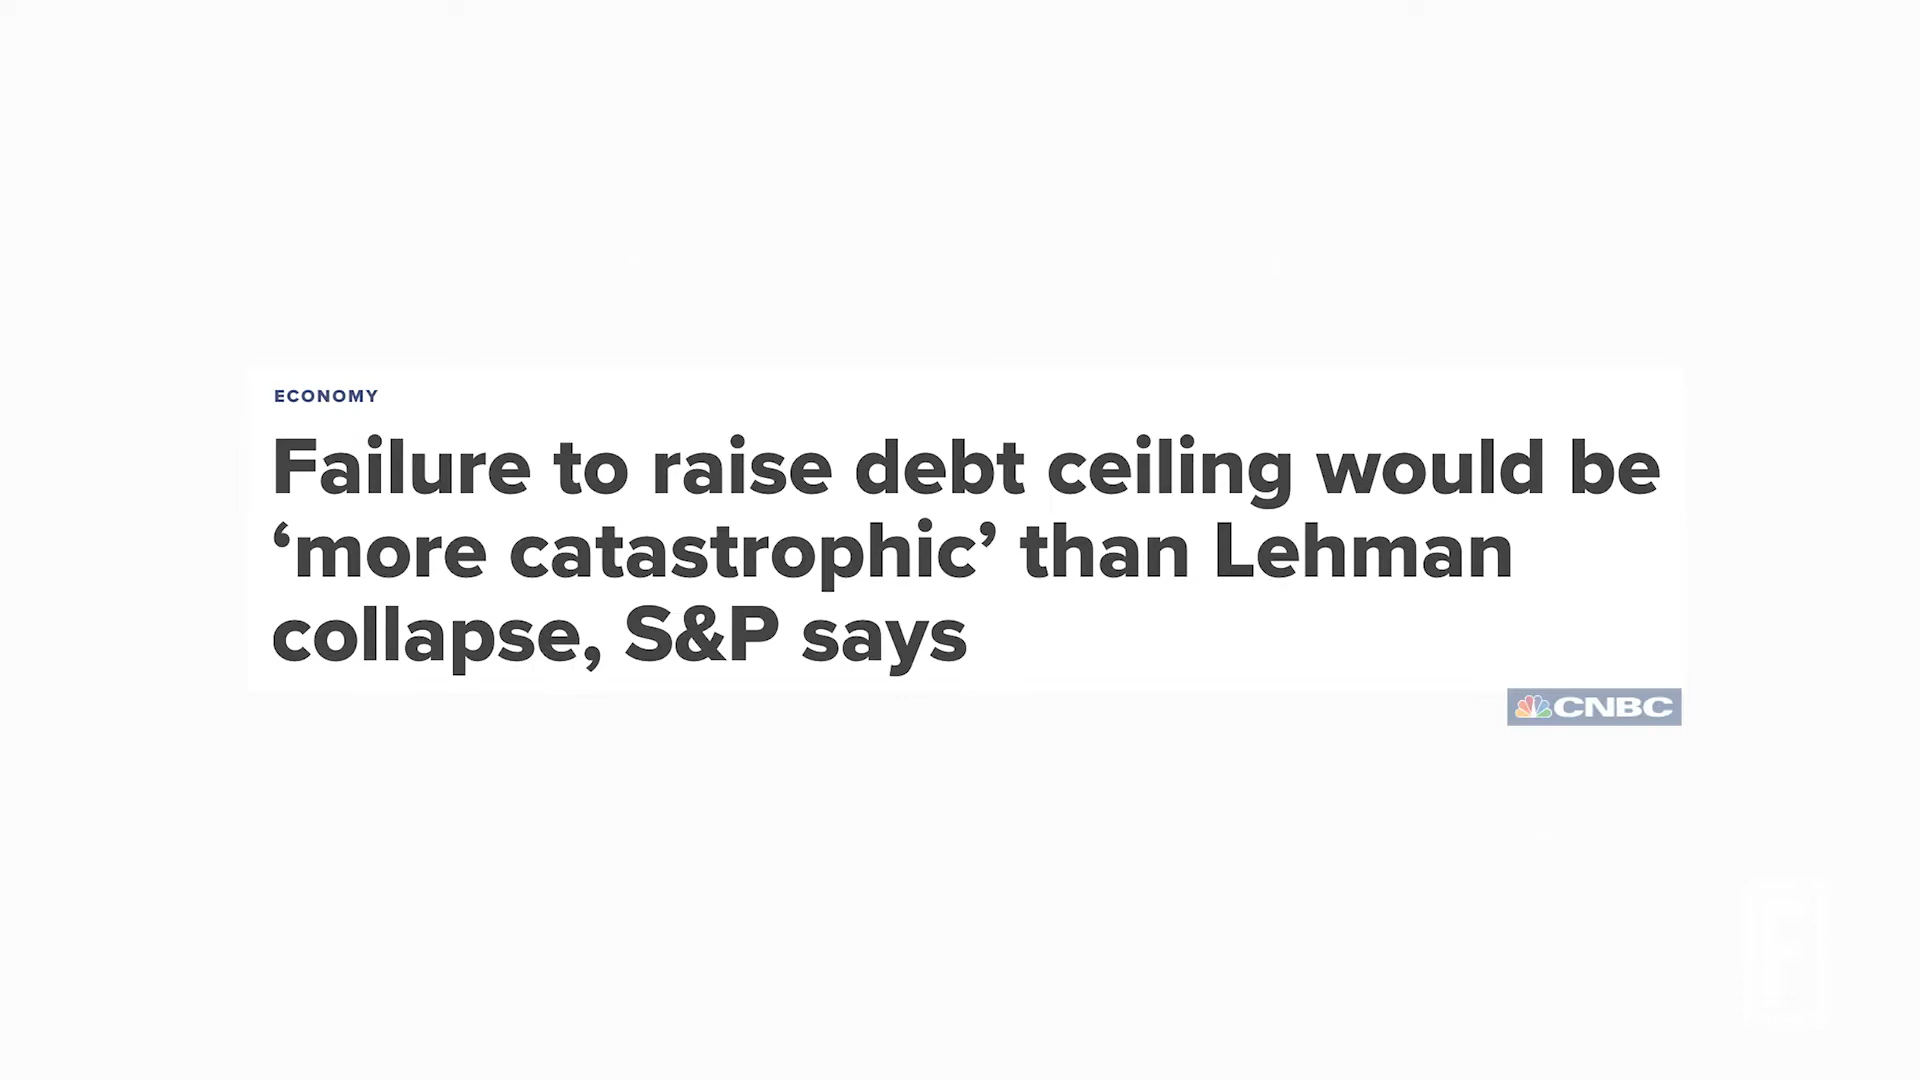 ECONOMY
Failure to raise debt ceiling would be
‘more catastrophic’ than Lehman
collapse, S&P says
CNBC